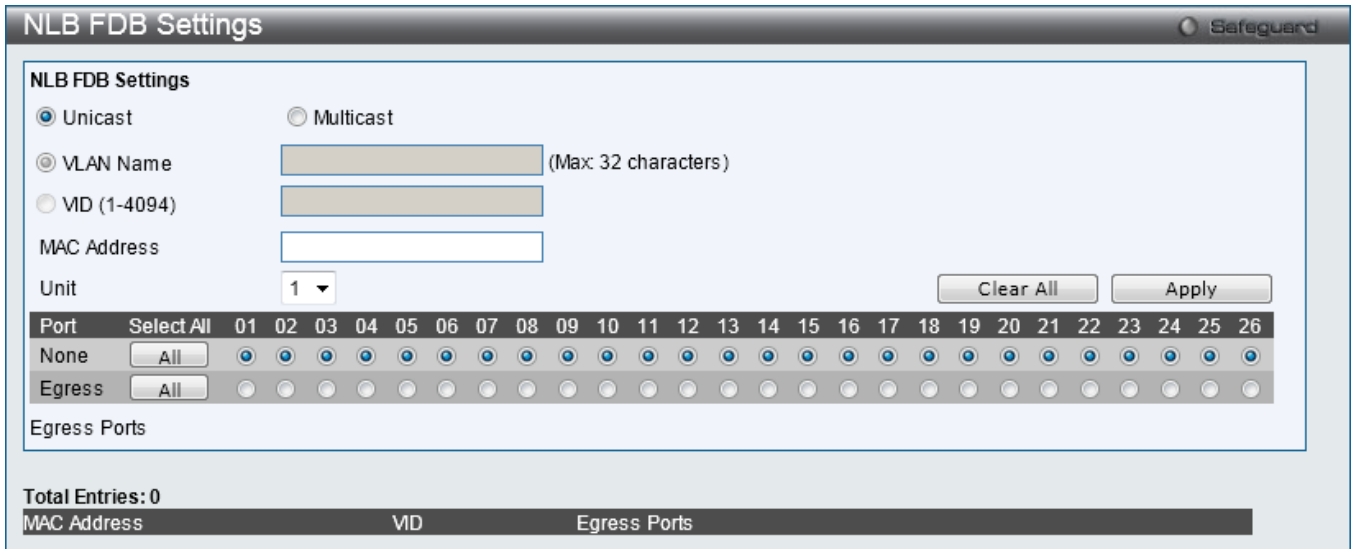 NLB FDB Settings Safeguard
NLB FDB Settings
Unicast Multicast
VLAN Name (Max: 32 characters)
VID (1-4094)
MAC Address
Unit 1 Clear All Apply
Port Select All 01 02 03 04 05 06 07 08 09 10 11 12 13 14 15 16 17 18 19 20 21 22 23 24 25 26
None All
Egress All
Egress Ports
Total Entries: 0
MAC Address VID Egress Ports